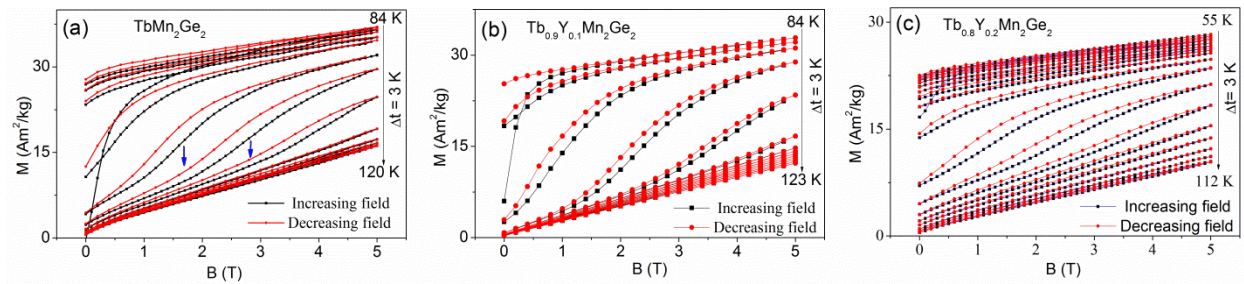 (a)
TbMn₂Ge₂
84 K
Δt= 3 K
120 K
Increasing field
Decreasing field
M (Am²/kg)
30
15
0
0 1 2 3 4 5
B (T)
(b)
Tb₀.₉Y₀.₁Mn₂Ge₂
84 K
Δt= 3 K
123 K
Increasing field
Decreasing field
M (Am²/kg)
30
15
0
0 1 2 3 4 5
B (T)
(c)
Tb₀.₈Y₀.₂Mn₂Ge₂
55 K
Δt= 3 K
112 K
Increasing field
Decreasing field
M (Am²/kg)
30
15
0
0 1 2 3 4 5
B (T)